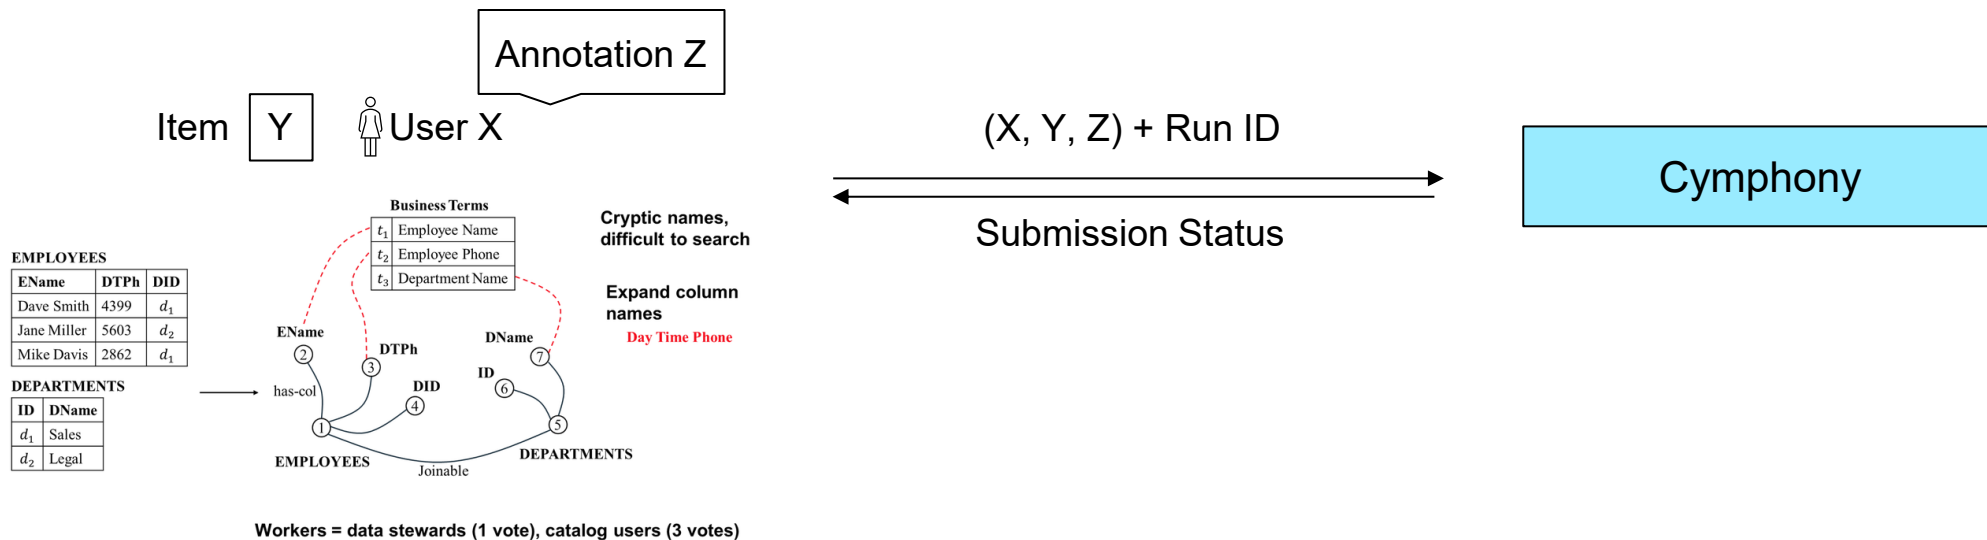 Annotation Z
Item Y User X
(X, Y, Z) + Run ID
Submission Status
Cymphony
Business Terms
t₁ Employee Name
t₂ Employee Phone
t₃ Department Name
Cryptic names,
difficult to search
Expand column
names
Day Time Phone
EMPLOYEES
EName DTPh DID
Dave Smith 4399 d₁
Jane Miller 5603 d₂
Mike Davis 2862 d₁
DEPARTMENTS
ID DName
d₁ Sales
d₂ Legal
EName
2
DTPh
3
DID
4
has-col
1
EMPLOYEES
DName
7
ID
6
5
DEPARTMENTS
Joinable
Workers = data stewards (1 vote), catalog users (3 votes)